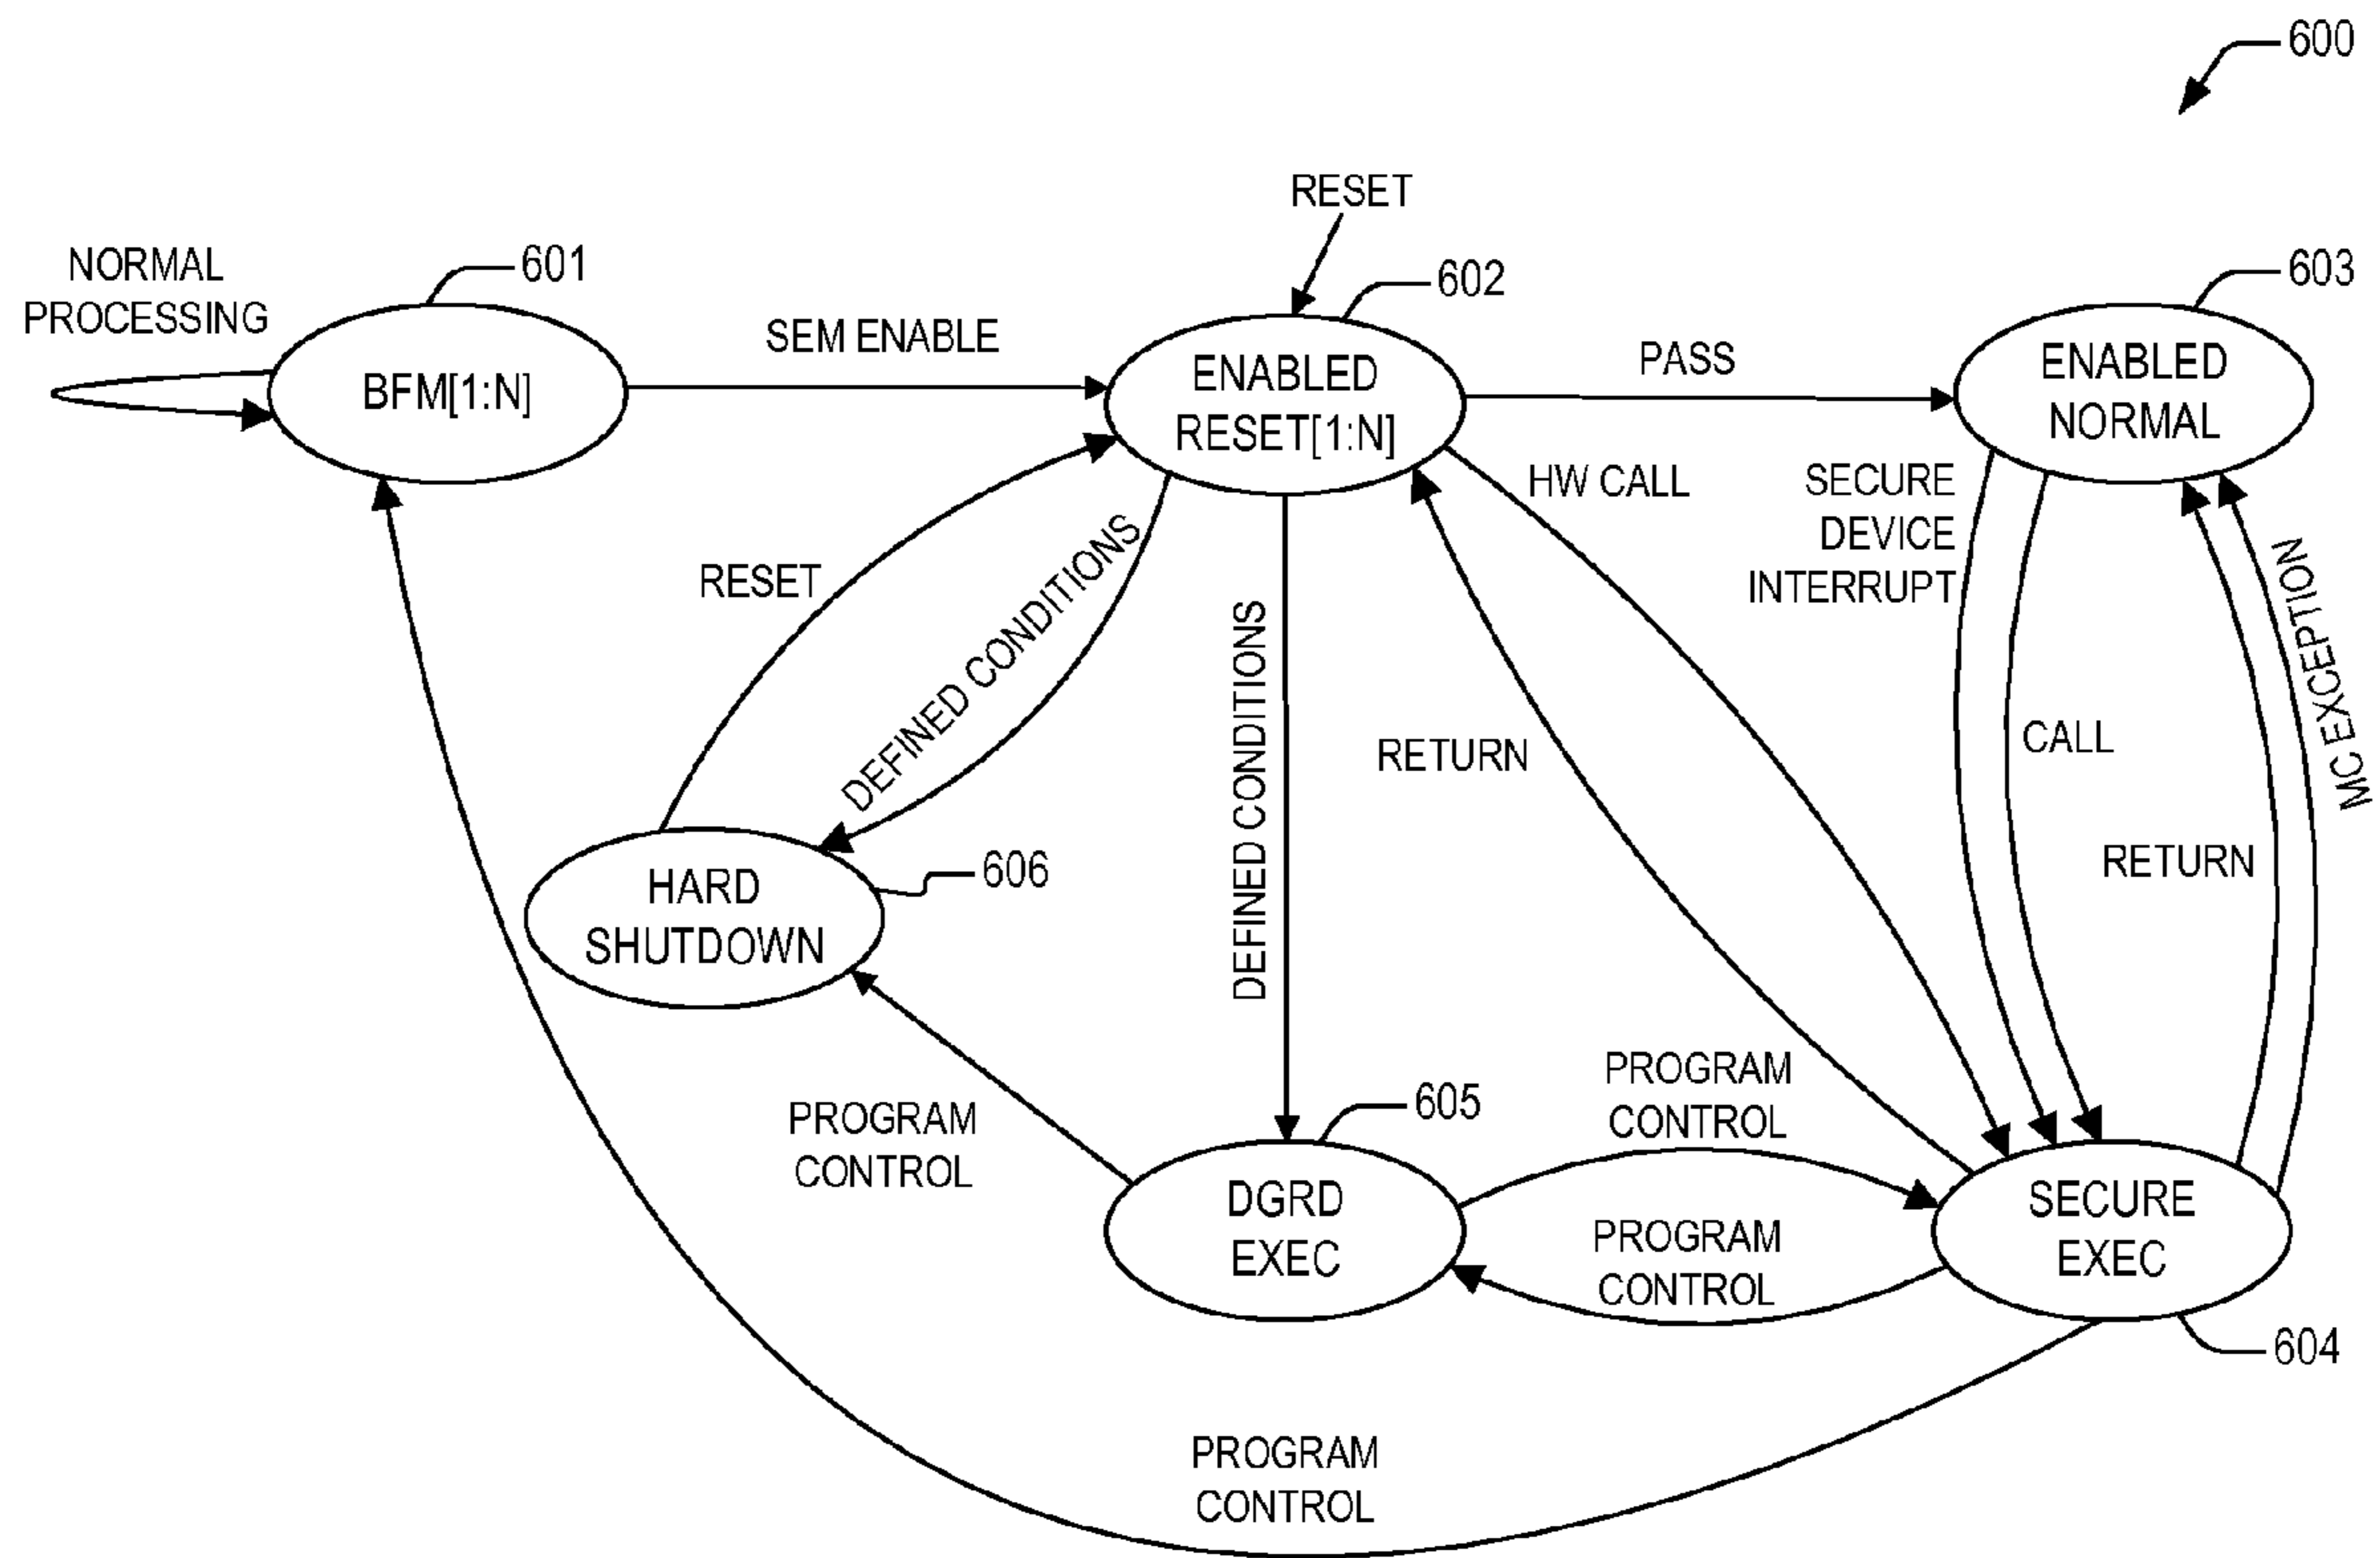 600
RESET
NORMAL
PROCESSING
601
602
603
SEM ENABLE
PASS
BFM[1:N]
ENABLED
RESET[1:N]
ENABLED
NORMAL
HW CALL
SECURE
DEVICE
INTERRUPT
RESET
DEFINED CONDITIONS
DEFINED CONDITIONS
RETURN
CALL
RETURN
MC EXCEPTION
HARD
SHUTDOWN
606
PROGRAM
CONTROL
605
PROGRAM
CONTROL
DGRD
EXEC
PROGRAM
CONTROL
SECURE
EXEC
604
PROGRAM
CONTROL